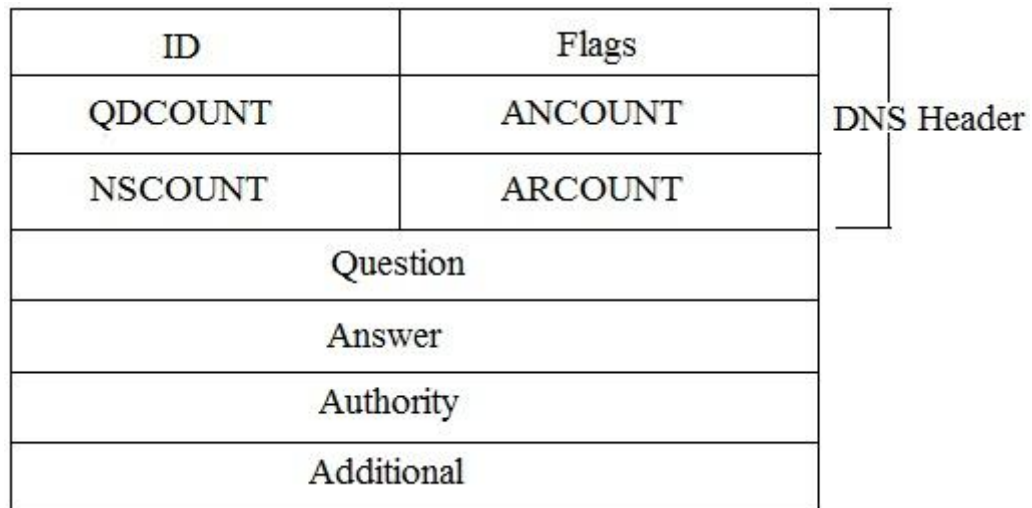 ID Flags
QDCOUNT ANCOUNT
DNS Header
NSCOUNT ARCOUNT
Question
Answer
Authority
Additional